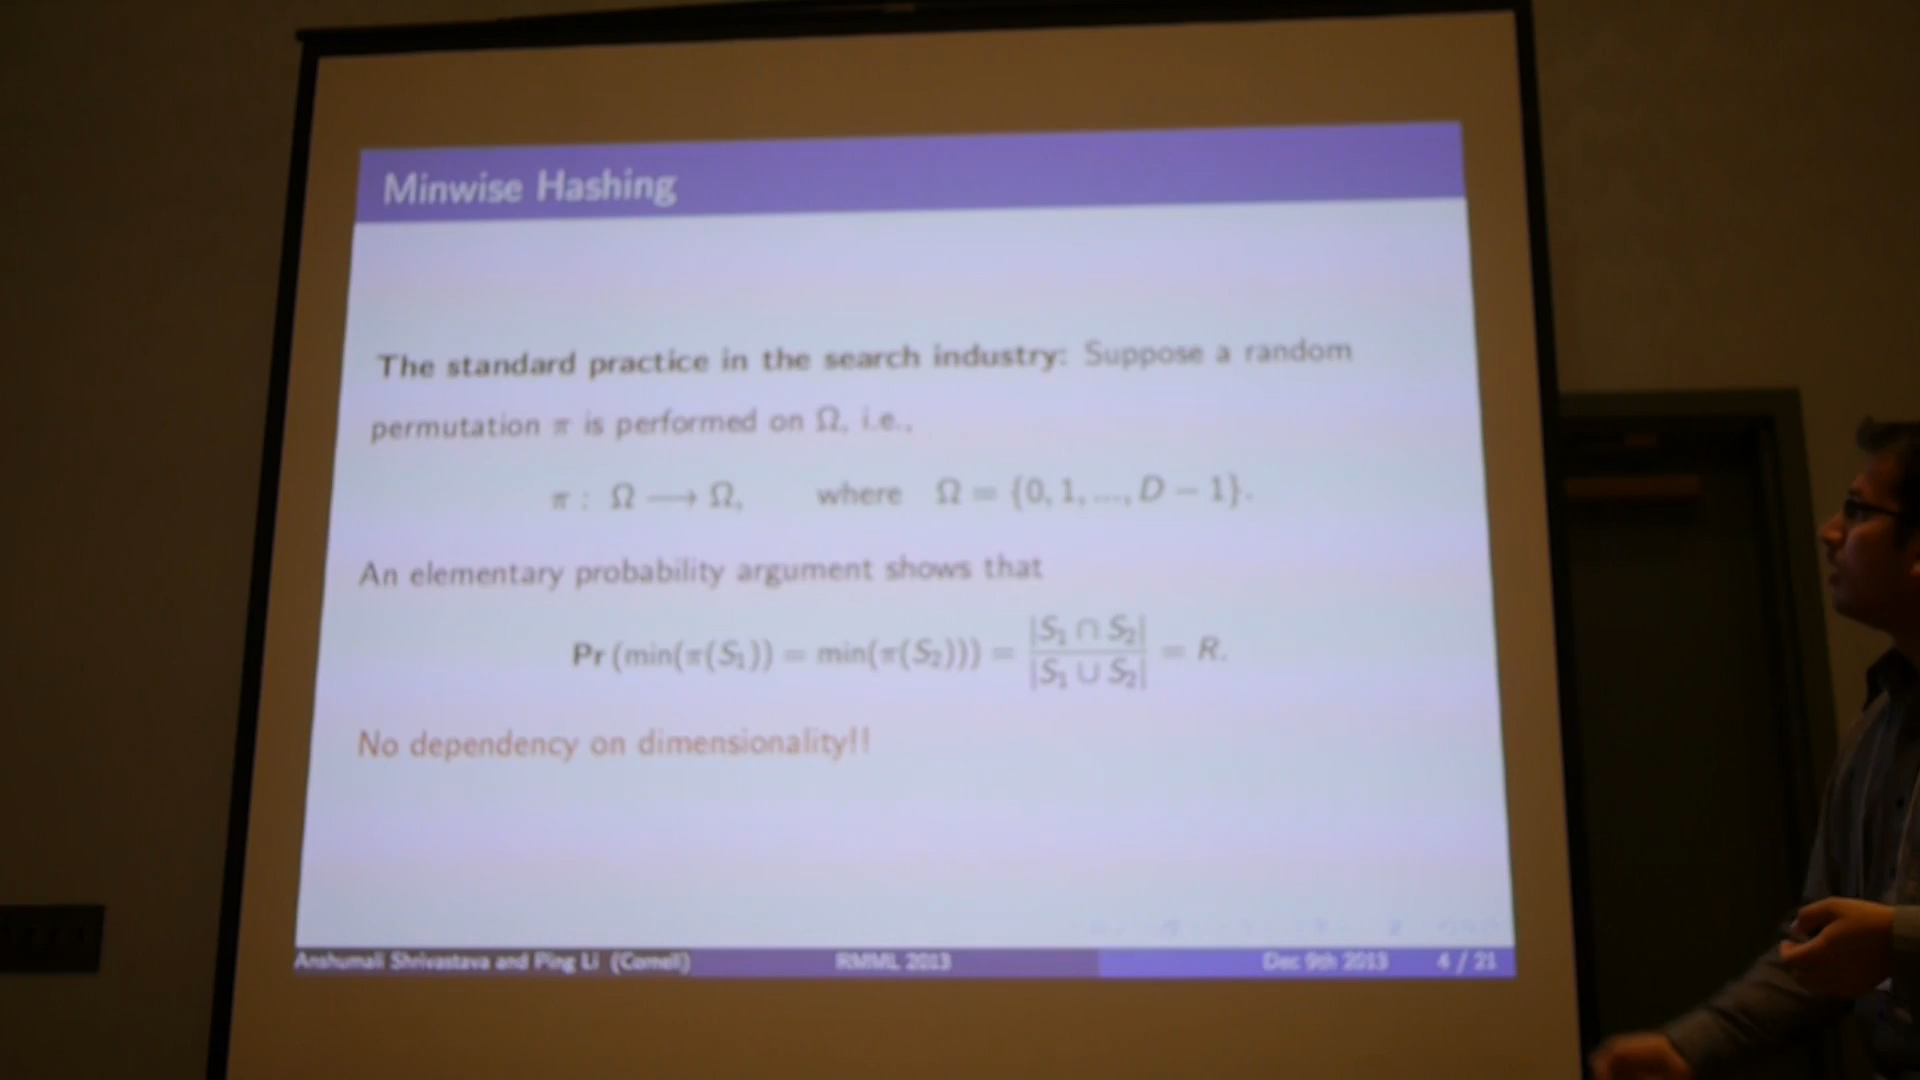 Minwise Hashing
The standard practice in the search industry: Suppose a random
permutation π is performed on Ω, i.e.,
π : Ω ⟶ Ω, where Ω = {0, 1, ..., D − 1}.
An elementary probability argument shows that
Pr (min(π(S₁)) = min(π(S₂))) = |S₁ ∩ S₂| / |S₁ ∪ S₂| = R.
No dependency on dimensionality!!
Anshumali Shrivastava and Ping Li (Cornell) RMML 2013 Dec 9th 2013 4 / 21